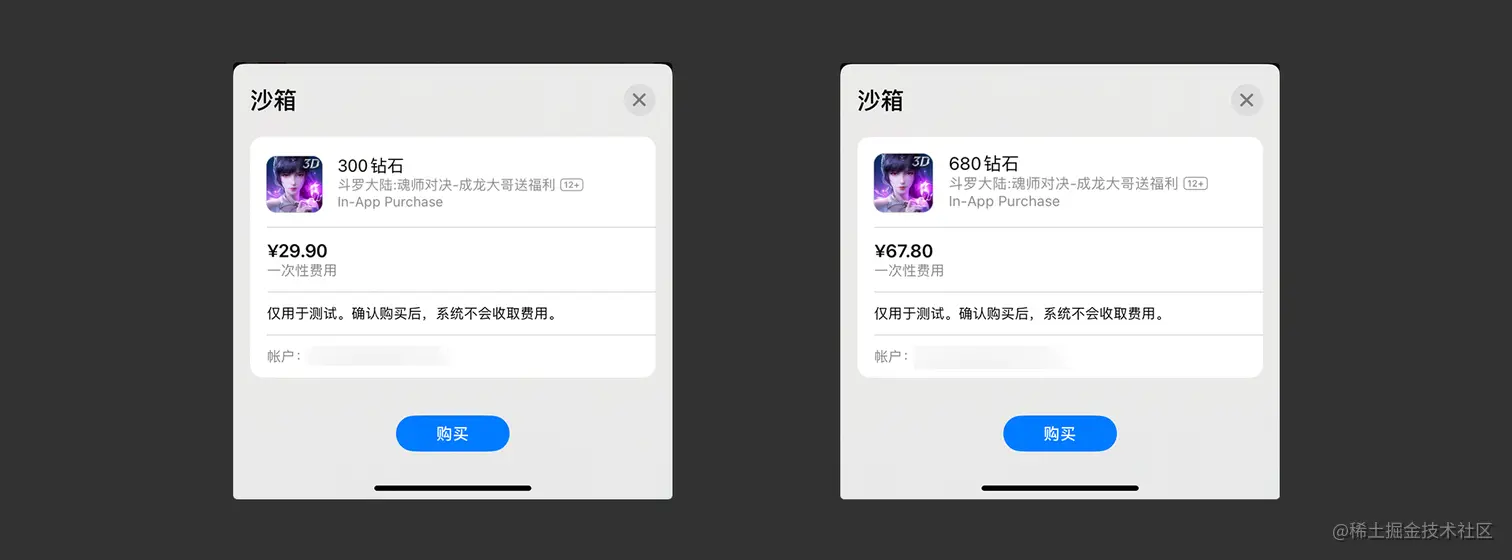 沙箱
3D
300钻石
斗罗大陆:魂师对决-成龙大哥送福利 12+
In-App Purchase
¥29.90
一次性费用
仅用于测试。确认购买后，系统不会收取费用。
帐户：
购买
沙箱
3D
680钻石
斗罗大陆:魂师对决-成龙大哥送福利 12+
In-App Purchase
¥67.80
一次性费用
仅用于测试。确认购买后，系统不会收取费用。
帐户：
购买
@稀土掘金技术社区